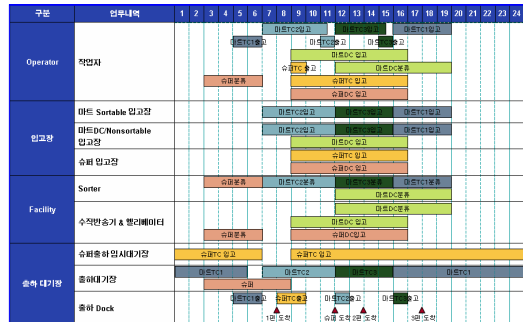 구분 업무내역 1 2 3 4 5 6 7 8 9 10 11 12 13 14 15 16 17 18 19 20 21 22 23 24
Operator 작업자
마트TC2입고 마트TC3입고 마트TC1입고
마트TC1출고 마트TC2출고 마트TC3출고
마트DC 입고
슈퍼TC 출고 마트DC분류
슈퍼분류 슈퍼TC 입고
슈퍼DC 입고
입고장
마트 Sortable 입고장 마트TC2입고 마트TC3입고 마트TC1입고
마트DC/Nonsortable
입고장
마트TC2입고 마트TC3입고 마트TC1입고
마트DC 입고
슈퍼 입고장
슈퍼TC 입고
슈퍼DC 입고
Facility
Sorter 슈퍼분류 마트TC2분류 마트TC3분류 마트TC1분류
마트DC분류
수직반송기 & 엘리베이터
마트DC분류
마트DC 입고
슈퍼분류 슈퍼DC입고
출하 대기장
슈퍼출하 임시대기장 슈퍼TC 입고 슈퍼TC 입고
출하대기장 마트TC1 마트TC2 마트TC3 마트TC1
슈퍼
출하 Dock 마트TC1출고 슈퍼TC출고 마트TC2출고 마트TC3출고
1편 도착 슈퍼 도착 2편 도착 3편 도착